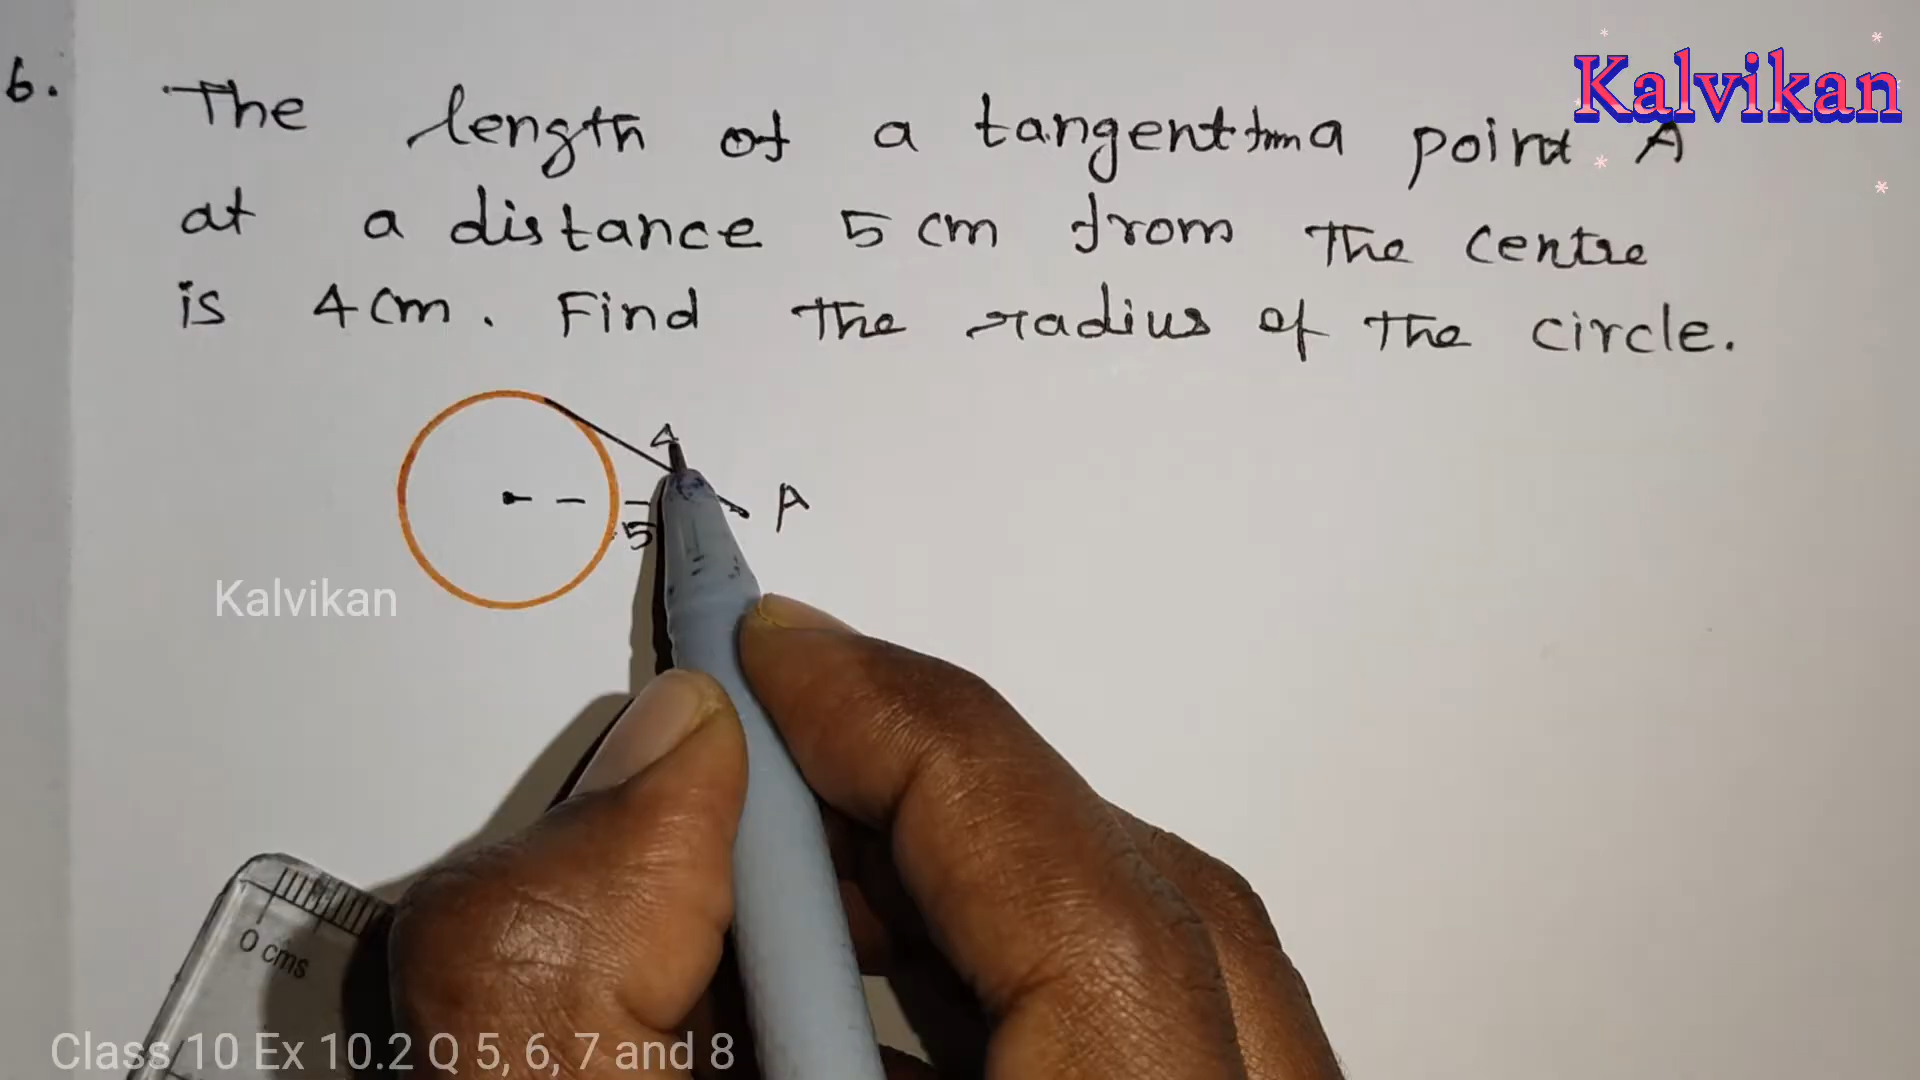 Kalvikan
6. The length of a tangent from a point A
at a distance 5 cm from the centre
is 4 cm. Find the radius of the circle.
4
A
5
Kalvikan
0 cms
Class 10 Ex 10.2 Q 5, 6, 7 and 8